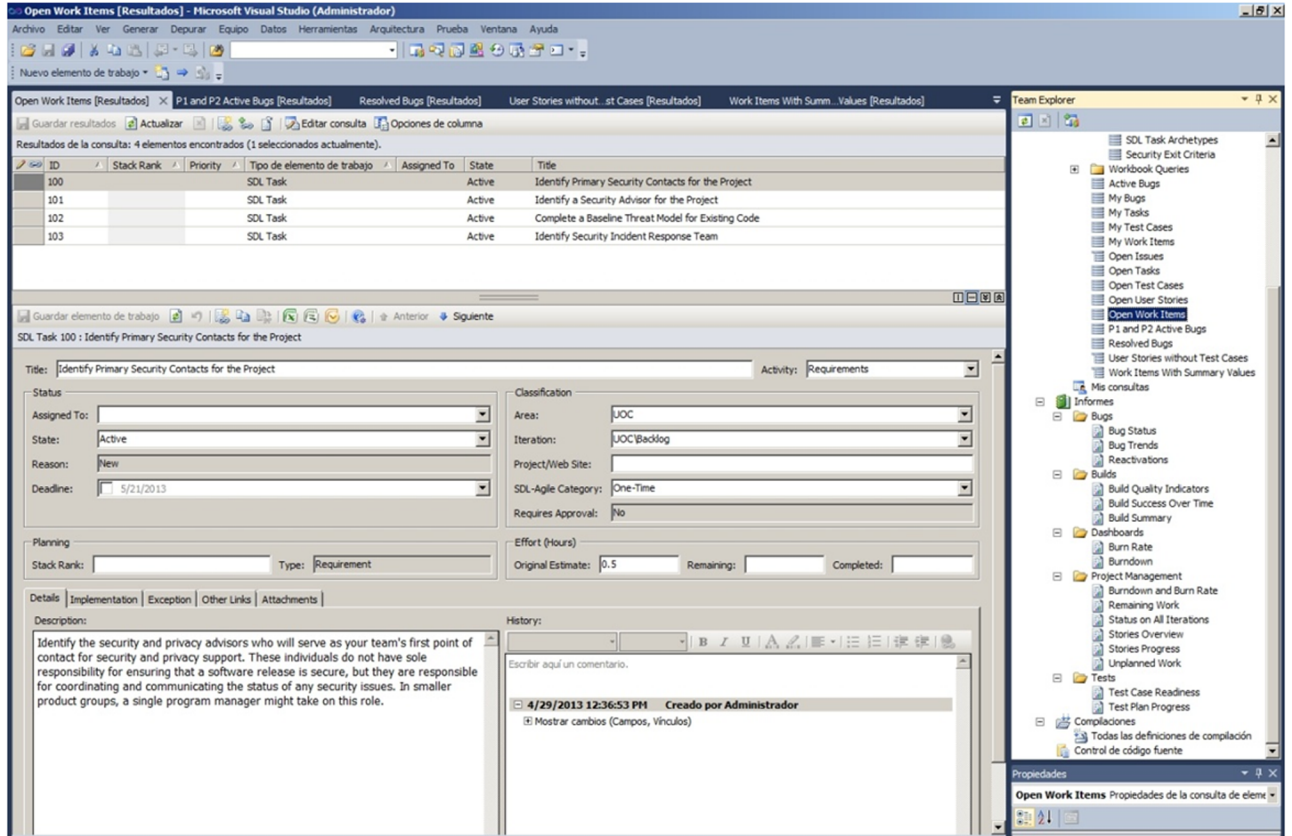 Open Work Items [Resultados] - Microsoft Visual Studio (Administrador)
Archivo Editar Ver Generar Depurar Equipo Datos Herramientas Arquitectura Prueba Ventana Ayuda
Nuevo elemento de trabajo
Open Work Items [Resultados] P1 and P2 Active Bugs [Resultados] Resolved Bugs [Resultados] User Stories without...st Cases [Resultados] Work Items With Summ...Values [Resultados]
Guardar resultados Actualizar Editar consulta Opciones de columna
Resultados de la consulta: 4 elementos encontrados (1 seleccionados actualmente).
ID Stack Rank Priority Tipo de elemento de trabajo Assigned To State Title
100 SDL Task Active Identify Primary Security Contacts for the Project
101 SDL Task Active Identify a Security Advisor for the Project
102 SDL Task Active Complete a Baseline Threat Model for Existing Code
103 SDL Task Active Identify Security Incident Response Team
Guardar elemento de trabajo Anterior Siguiente
SDL Task 100 : Identify Primary Security Contacts for the Project
Title: Identify Primary Security Contacts for the Project Activity: Requirements
Status
Assigned To:
State: Active
Reason: New
Deadline: 5/21/2013
Classification
Area: UOC
Iteration: UOC\Backlog
Project/Web Site:
SDL-Agile Category: One-Time
Requires Approval: No
Planning
Stack Rank: Type: Requirement
Effort (Hours)
Original Estimate: 0.5 Remaining: Completed:
Details Implementation Exception Other Links Attachments
Description:
Identify the security and privacy advisors who will serve as your team's first point of
contact for security and privacy support. These individuals do not have sole
responsibility for ensuring that a software release is secure, but they are responsible
for coordinating and communicating the status of any security issues. In smaller
product groups, a single program manager might take on this role.
History:
B I U A
Escribir aquí un comentario.
4/29/2013 12:36:53 PM Creado por Administrador
Mostrar cambios (Campos, Vínculos)
Team Explorer
SDL Task Archetypes
Security Exit Criteria
Workbook Queries
Active Bugs
My Bugs
My Tasks
My Test Cases
My Work Items
Open Issues
Open Tasks
Open Test Cases
Open User Stories
Open Work Items
P1 and P2 Active Bugs
Resolved Bugs
User Stories without Test Cases
Work Items With Summary Values
Mis consultas
Informes
Bugs
Bug Status
Bug Trends
Reactivations
Builds
Build Quality Indicators
Build Success Over Time
Build Summary
Dashboards
Burn Rate
Burndown
Project Management
Burndown and Burn Rate
Remaining Work
Status on All Iterations
Stories Overview
Stories Progress
Unplanned Work
Tests
Test Case Readiness
Test Plan Progress
Compilaciones
Todas las definiciones de compilación
Control de código fuente
Propiedades
Open Work Items Propiedades de la consulta de eleme